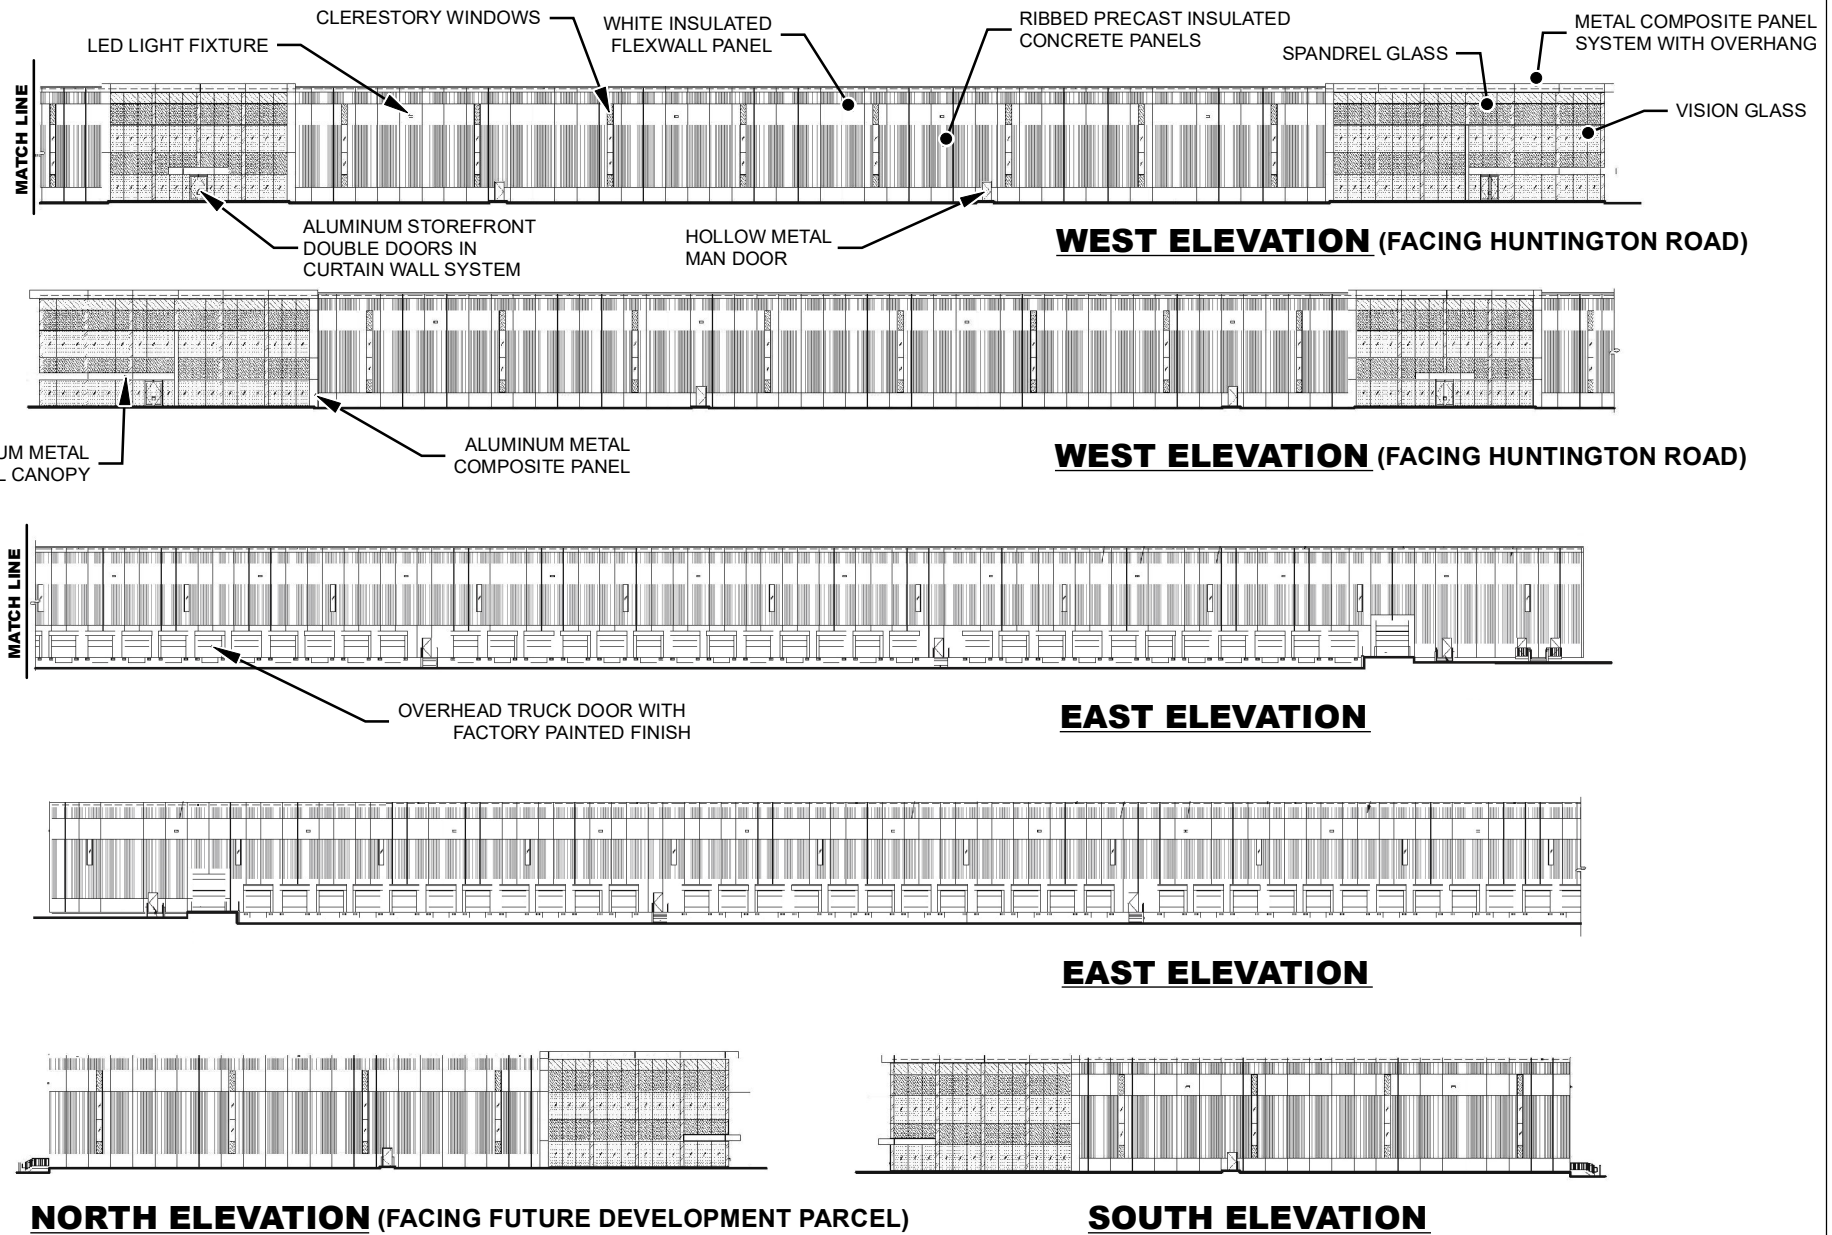 CLERESTORY WINDOWS
LED LIGHT FIXTURE
WHITE INSULATED
FLEXWALL PANEL
RIBBED PRECAST INSULATED
CONCRETE PANELS
SPANDREL GLASS
METAL COMPOSITE PANEL
SYSTEM WITH OVERHANG
VISION GLASS
MATCH LINE
ALUMINUM STOREFRONT
DOUBLE DOORS IN
CURTAIN WALL SYSTEM
HOLLOW METAL
MAN DOOR
WEST ELEVATION (FACING HUNTINGTON ROAD)
UM METAL
L CANOPY
ALUMINUM METAL
COMPOSITE PANEL
WEST ELEVATION (FACING HUNTINGTON ROAD)
MATCH LINE
OVERHEAD TRUCK DOOR WITH
FACTORY PAINTED FINISH
EAST ELEVATION
EAST ELEVATION
NORTH ELEVATION (FACING FUTURE DEVELOPMENT PARCEL)
SOUTH ELEVATION